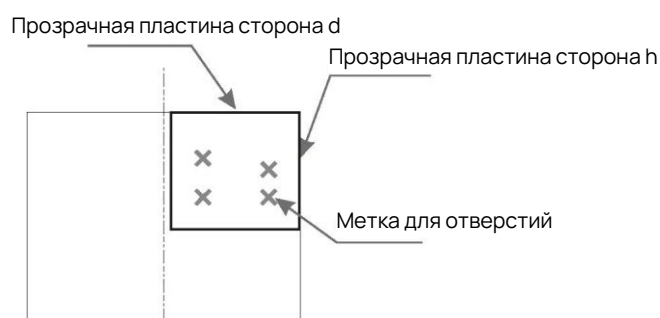 Прозрачная пластина сторона d
Прозрачная пластина сторона h
Метка для отверстий